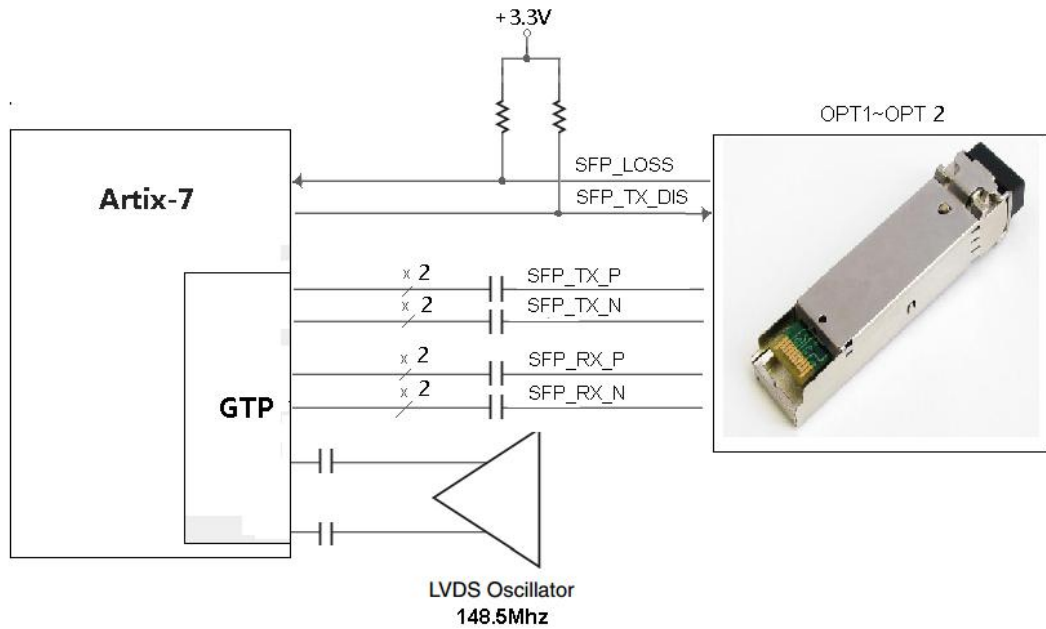 +3.3V
OPT1~OPT 2
SFP_LOSS
Artix-7
SFP_TX_DIS
x 2
SFP_TX_P
x 2
SFP_TX_N
x 2
SFP_RX_P
x 2
SFP_RX_N
GTP
LVDS Oscillator
148.5Mhz